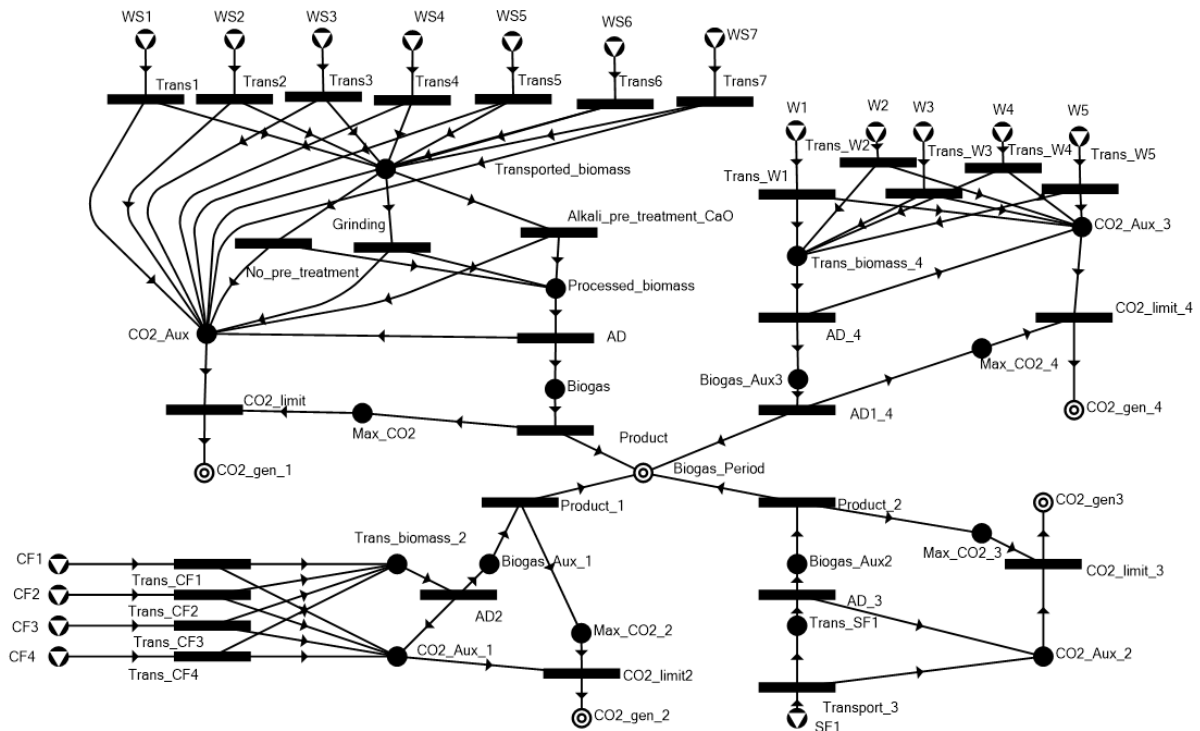 WS1
WS2
WS3
WS4
WS5
WS6
WS7
Trans1
Trans2
Trans3
Trans4
Trans5
Trans6
Trans7
W1
W2
W3
W4
W5
Trans_W2
Trans_W3
Trans_W4
Trans_W5
Trans_W1
Transported_biomass
Grinding
Alkali_pre_treatment_CaO
CO2_Aux_3
No_pre_treatment
Trans_biomass_4
Processed_biomass
CO2_Aux
AD
AD_4
CO2_limit_4
Biogas
Biogas_Aux3
Max_CO2_4
CO2_limit
Max_CO2
AD1_4
CO2_gen_4
Product
CO2_gen_1
Biogas_Period
Product_1
Product_2
CO2_gen3
Trans_biomass_2
Max_CO2_3
CF1
Trans_CF1
Biogas_Aux_1
Biogas_Aux2
CO2_limit_3
CF2
Trans_CF2
AD2
AD_3
CF3
Trans_CF3
Max_CO2_2
Trans_SF1
CF4
Trans_CF4
CO2_Aux_1
CO2_limit2
CO2_Aux_2
Transport_3
CO2_gen_2
SF1